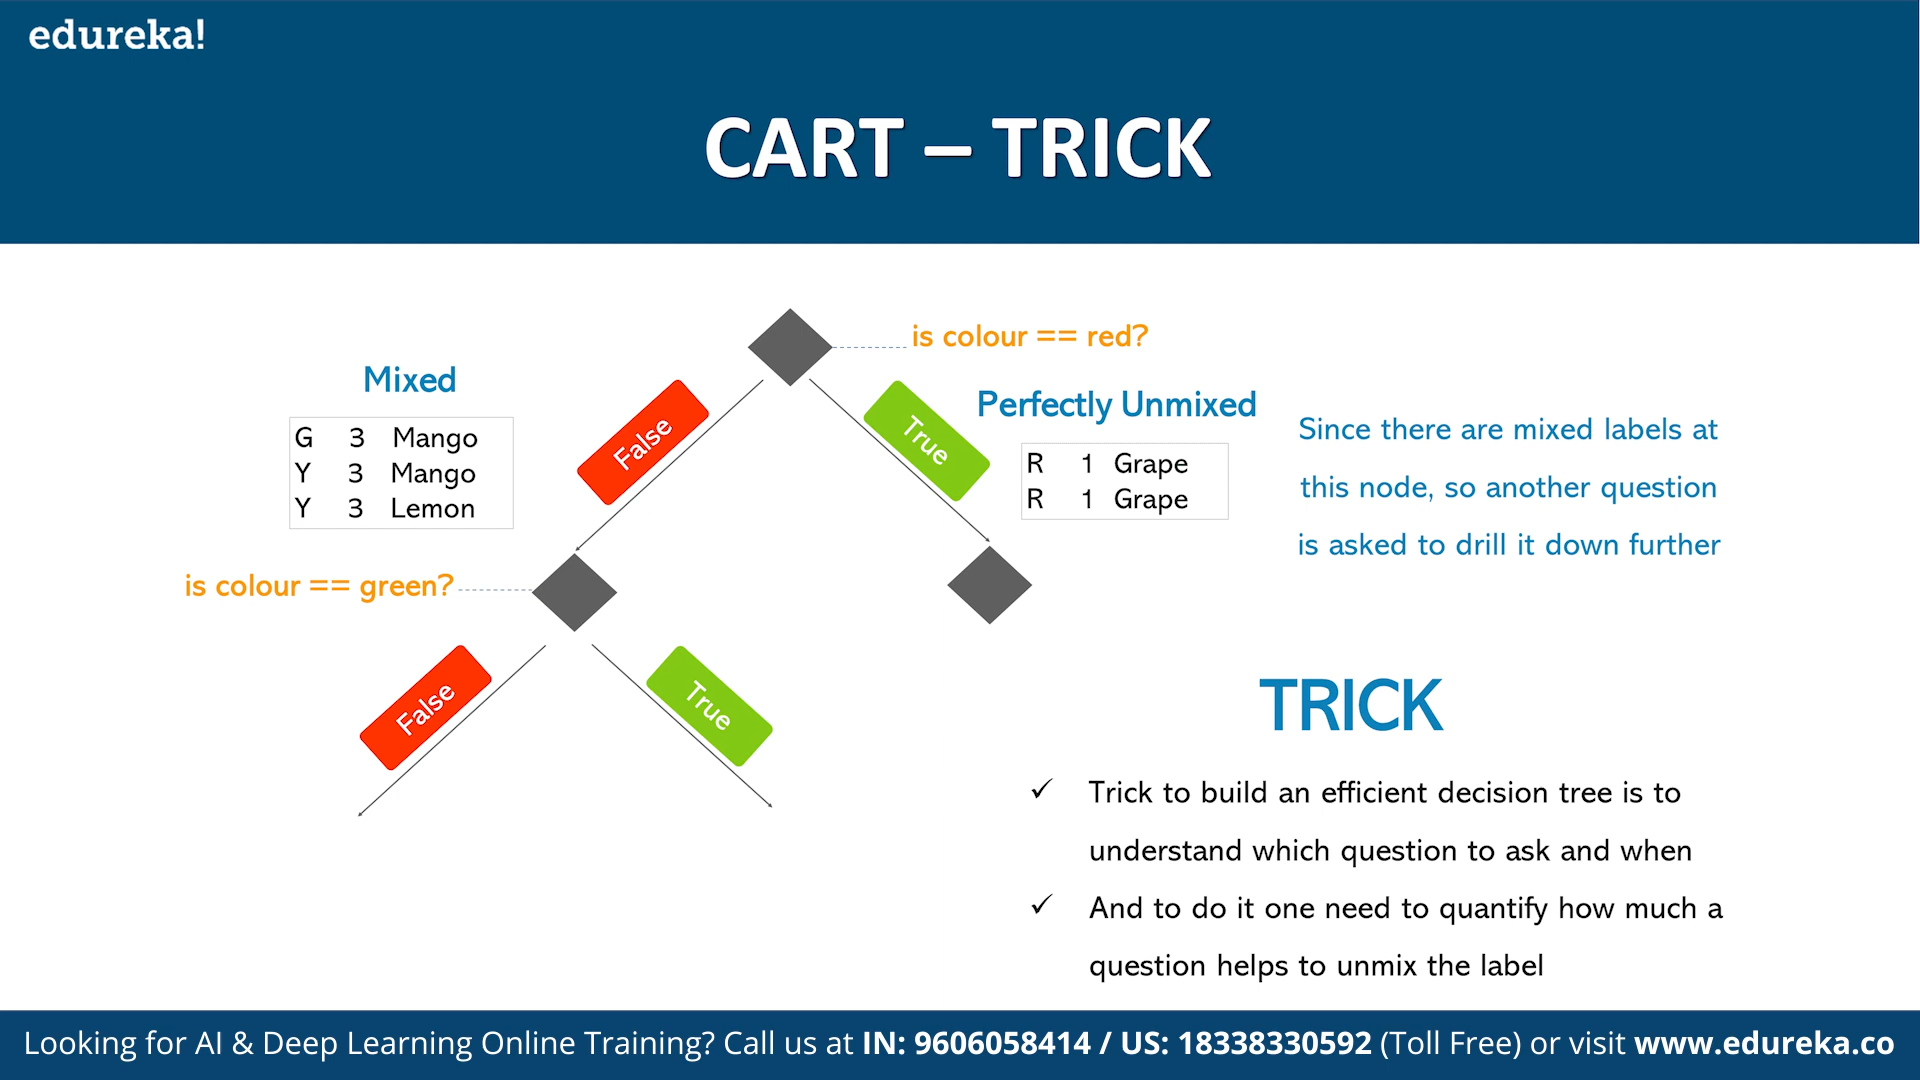 edureka!
CART – TRICK
is colour == red?
Mixed
False
True
Perfectly Unmixed
G 3 Mango
Y 3 Mango
Y 3 Lemon
R 1 Grape
R 1 Grape
Since there are mixed labels at
this node, so another question
is asked to drill it down further
is colour == green?
False
True
TRICK
✓ Trick to build an efficient decision tree is to
understand which question to ask and when
✓ And to do it one need to quantify how much a
question helps to unmix the label
Looking for AI & Deep Learning Online Training? Call us at IN: 9606058414 / US: 18338330592 (Toll Free) or visit www.edureka.co